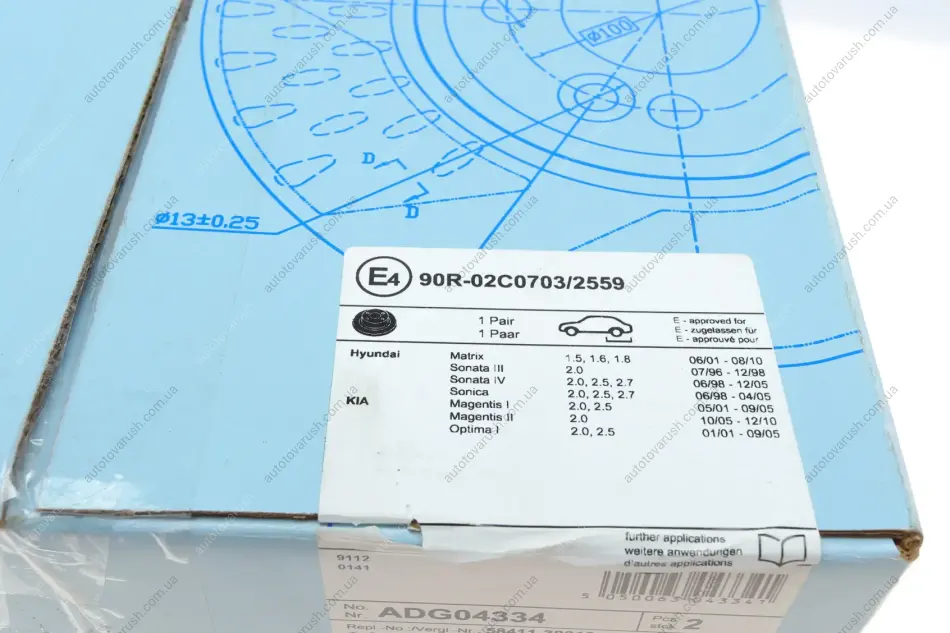 ø100
D
D
ø13±0.25
E4 90R-02C0703/2559
1 Pair
1 Paar
E - approved for
E - zugelassen für
E - approuvé pour
Hyundai Matrix 1.5, 1.6, 1.8 06/01 - 08/10
Sonata III 2.0 07/96 - 12/98
Sonata IV 2.0, 2.5, 2.7 06/98 - 12/05
Sonica 2.0, 2.5, 2.7 06/98 - 04/05
KIA Magentis I 2.0, 2.5 05/01 - 09/05
Magentis II 2.0 10/05 - 12/10
Optima I 2.0, 2.5 01/01 - 09/05
further applications
weitere anwendungen
d'autres applications
9112
0141
No.
Nr
ADG04334
Pcs
2
autotovarush.com.ua